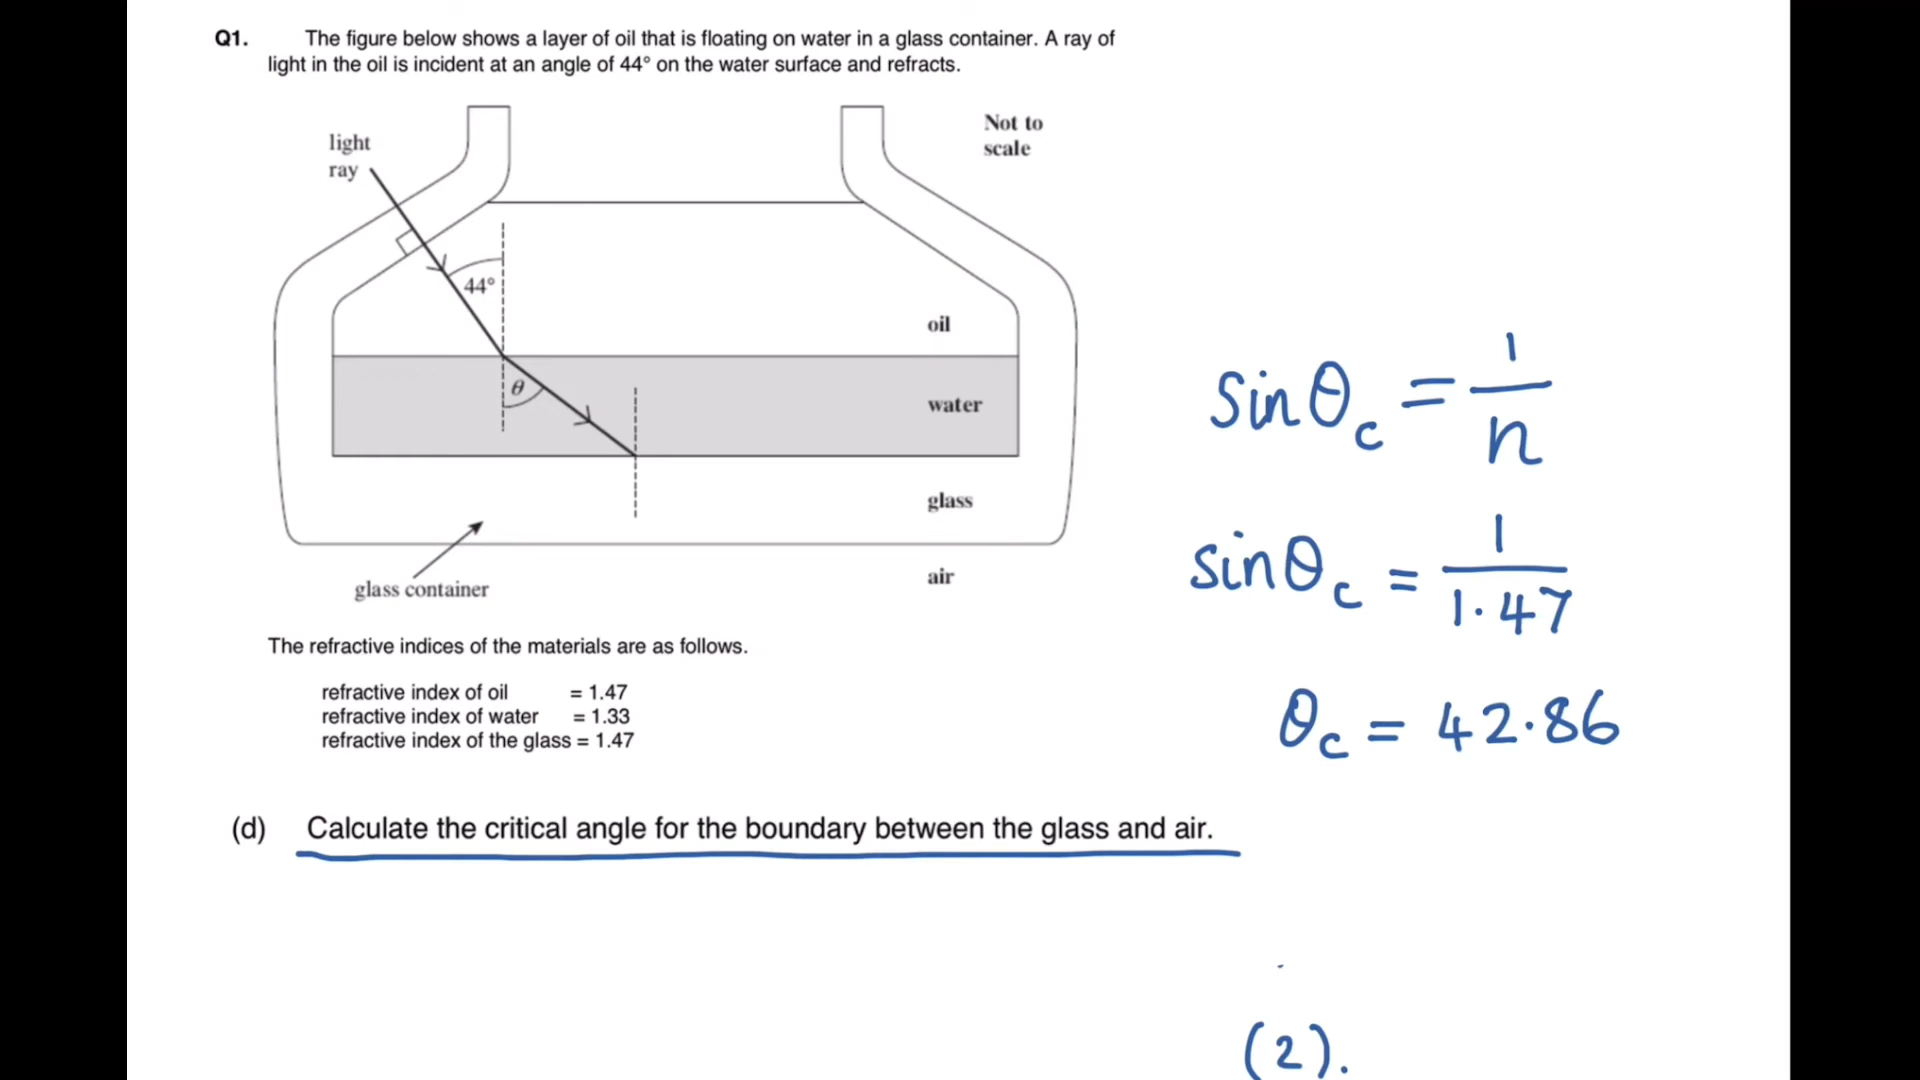 Q1. The figure below shows a layer of oil that is floating on water in a glass container. A ray of
light in the oil is incident at an angle of 44° on the water surface and refracts.
light
ray
Not to
scale
44°
oil
θ
water
glass
glass container
air
The refractive indices of the materials are as follows.
refractive index of oil = 1.47
refractive index of water = 1.33
refractive index of the glass = 1.47
(d) Calculate the critical angle for the boundary between the glass and air.
sinθc = 1/n
sinθc = 1/1.47
θc = 42.86
(2).